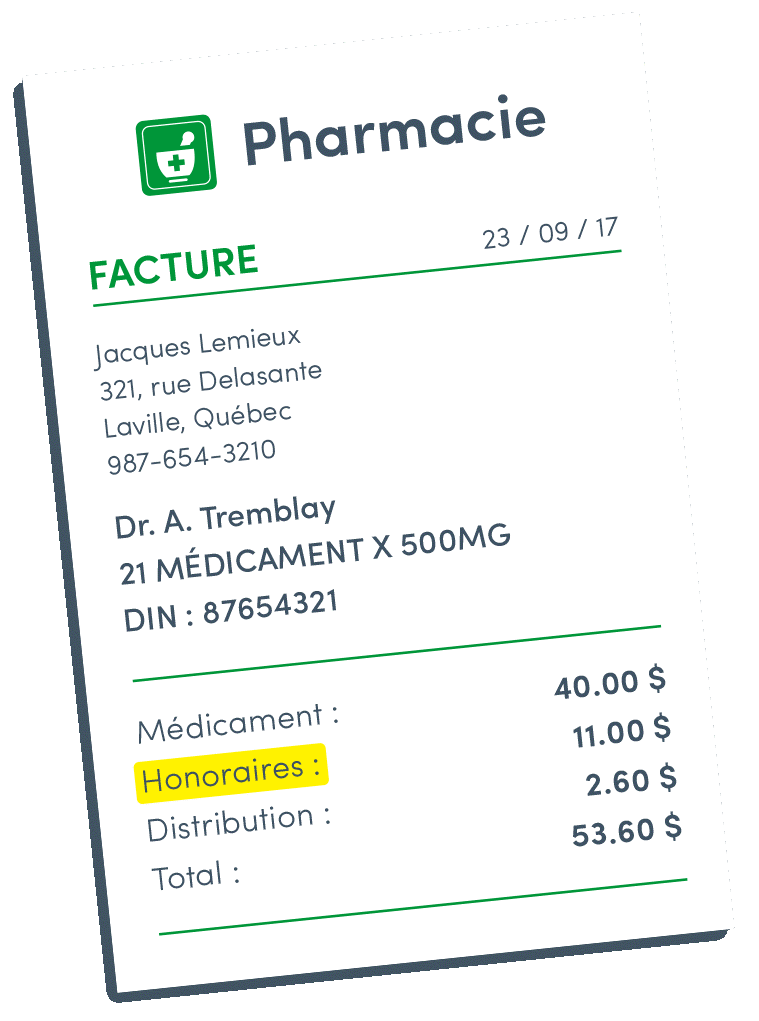 Pharmacie
FACTURE 23 / 09 / 17
Jacques Lemieux
321, rue Delasante
Laville, Québec
987-654-3210
Dr. A. Tremblay
21 MÉDICAMENT X 500MG
DIN : 87654321
Médicament : 40.00 $
Honoraires : 11.00 $
Distribution : 2.60 $
Total : 53.60 $